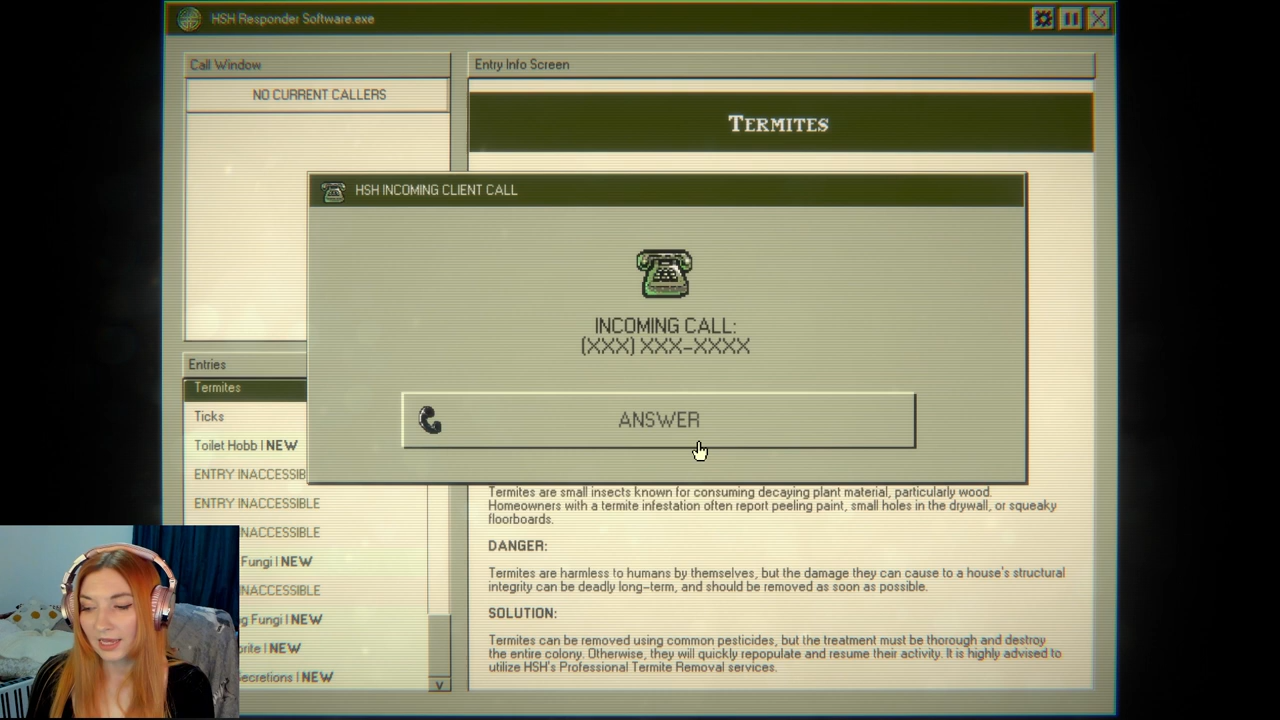 HSH Responder Software.exe
Call Window
NO CURRENT CALLERS
Entry Info Screen
TERMITES
HSH INCOMING CLIENT CALL
INCOMING CALL:
(XXX) XXX-XXXX
ANSWER
Entries
Termites
Ticks
Toilet Hobb | NEW
ENTRY INACCESSIB
ENTRY INACCESSIBLE
INACCESSIBLE
Fungi | NEW
INACCESSIBLE
g Fungi | NEW
orite | NEW
ecretions | NEW
V
Termites are small insects known for consuming decaying plant material, particularly wood.
Homeowners with a termite infestation often report peeling paint, small holes in the drywall, or squeaky
floorboards.
DANGER:
Termites are harmless to humans by themselves, but the damage they can cause to a house's structural
integrity can be deadly long-term, and should be removed as soon as possible.
SOLUTION:
Termites can be removed using common pesticides, but the treatment must be thorough and destroy
the entire colony. Otherwise, they will quickly repopulate and resume their activity. It is highly advised to
utilize HSH's Professional Termite Removal services.